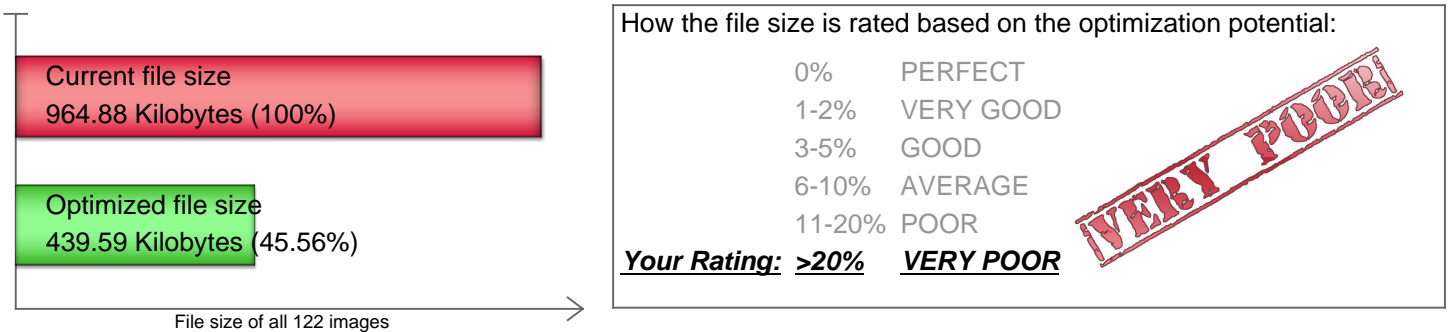 Current file size
964.88 Kilobytes (100%)
Optimized file size
439.59 Kilobytes (45.56%)
File size of all 122 images
How the file size is rated based on the optimization potential:
0% PERFECT
1-2% VERY GOOD
3-5% GOOD
6-10% AVERAGE
11-20% POOR
Your Rating: >20% VERY POOR
VERY POOR